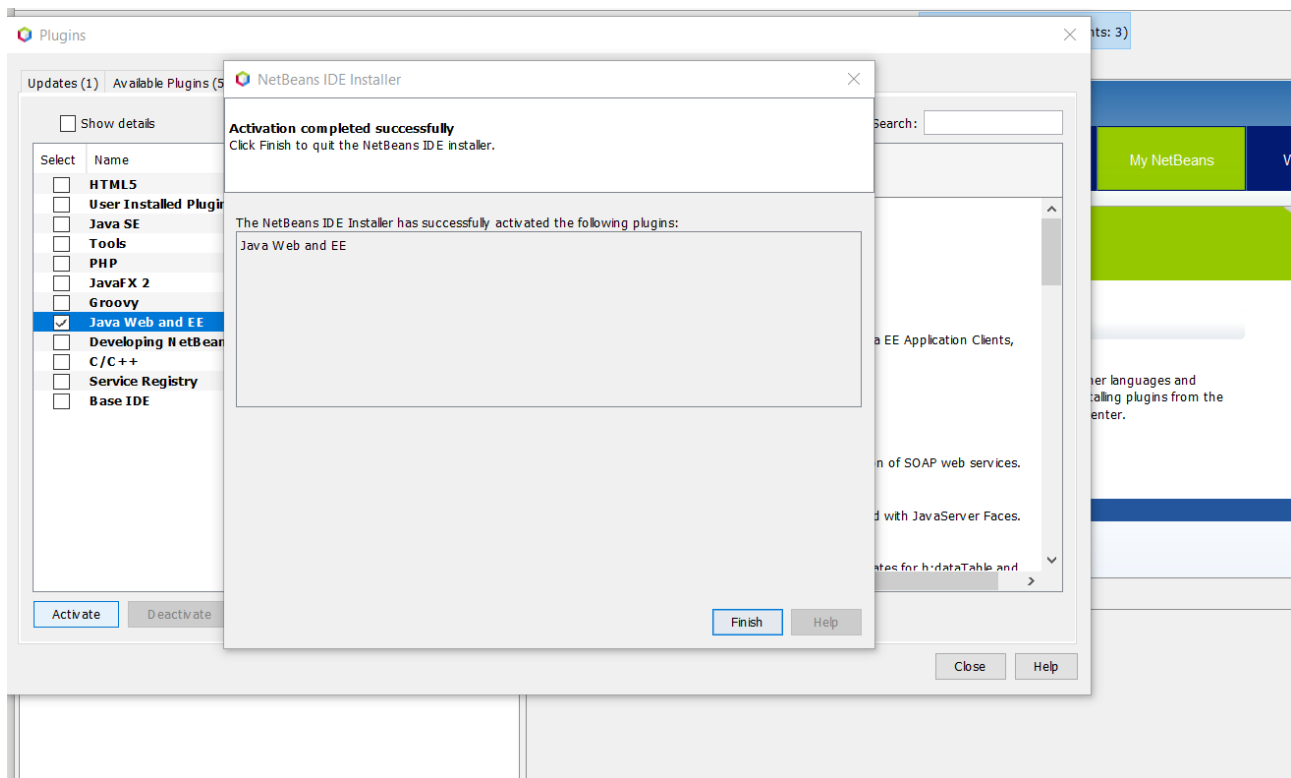 Plugins
nts: 3)
Updates (1) Available Plugins (5
NetBeans IDE Installer
Show details
Activation completed successfully
Click Finish to quit the NetBeans IDE installer.
Search:
Select Name
My NetBeans
HTML5
User Installed Plugin
Java SE
Tools
PHP
JavaFX 2
Groovy
Java Web and EE
Developing NetBean
C/C++
Service Registry
Base IDE
The NetBeans IDE Installer has successfully activated the following plugins:
Java Web and EE
a EE Application Clients,
n of SOAP web services.
d with JavaServer Faces.
ates for h:dataTable and
er languages and
alling plugins from the
enter.
Activate Deactivate
Finish Help
Close Help